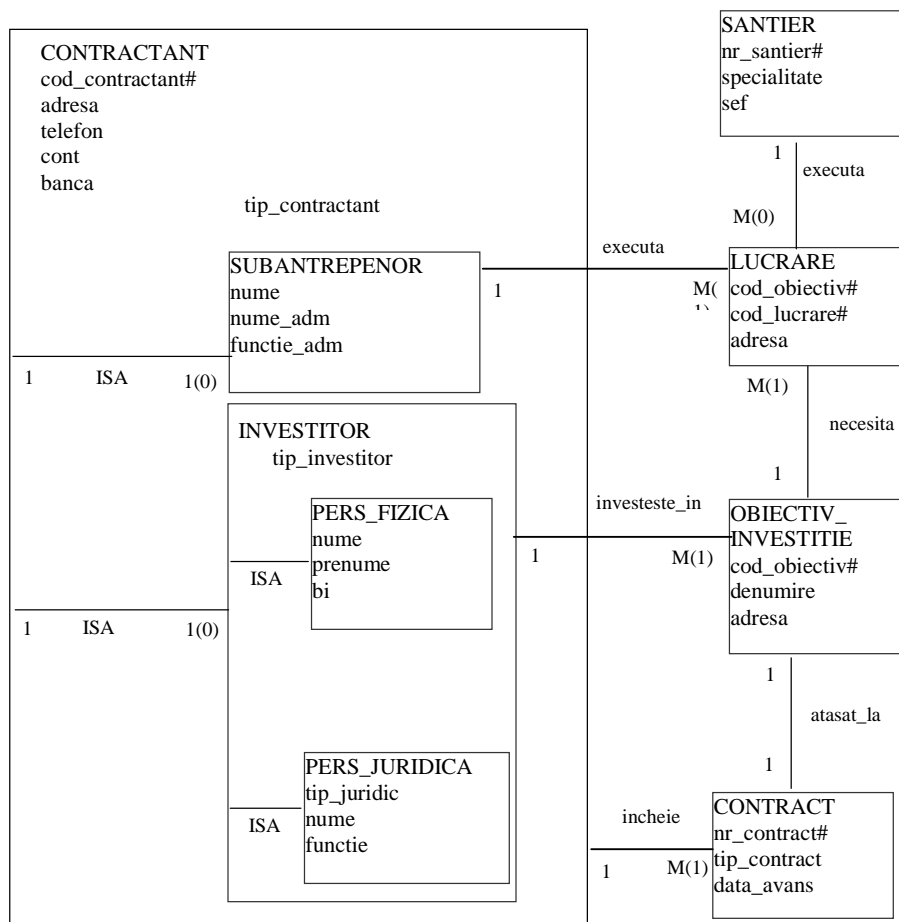 CONTRACTANT
cod_contractant#
adresa
telefon
cont
banca
tip_contractant
SUBANTREPENOR
nume
nume_adm
functie_adm
1
ISA
1(0)
INVESTITOR
tip_investitor
PERS_FIZICA
nume
prenume
bi
ISA
1
ISA
1(0)
PERS_JURIDICA
tip_juridic
nume
functie
ISA
SANTIER
nr_santier#
specialitate
sef
1
executa
M(0)
executa
1
M(
LUCRARE
cod_obiectiv#
cod_lucrare#
adresa
M(1)
necesita
1
investeste_in
1
M(1)
OBIECTIV_
INVESTITIE
cod_obiectiv#
denumire
adresa
1
atasat_la
1
incheie
1
M(1)
CONTRACT
nr_contract#
tip_contract
data_avans